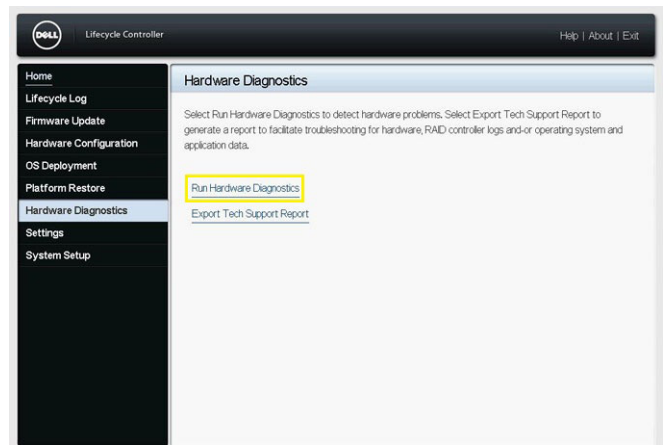 DELL
Lifecycle Controller
Help | About | Exit
Home
Lifecycle Log
Firmware Update
Hardware Configuration
OS Deployment
Platform Restore
Hardware Diagnostics
Settings
System Setup
Hardware Diagnostics
Select Run Hardware Diagnostics to detect hardware problems. Select Export Tech Support Report to
generate a report to facilitate troubleshooting for hardware, RAID controller logs and-or operating system and
application data.
Run Hardware Diagnostics
Export Tech Support Report